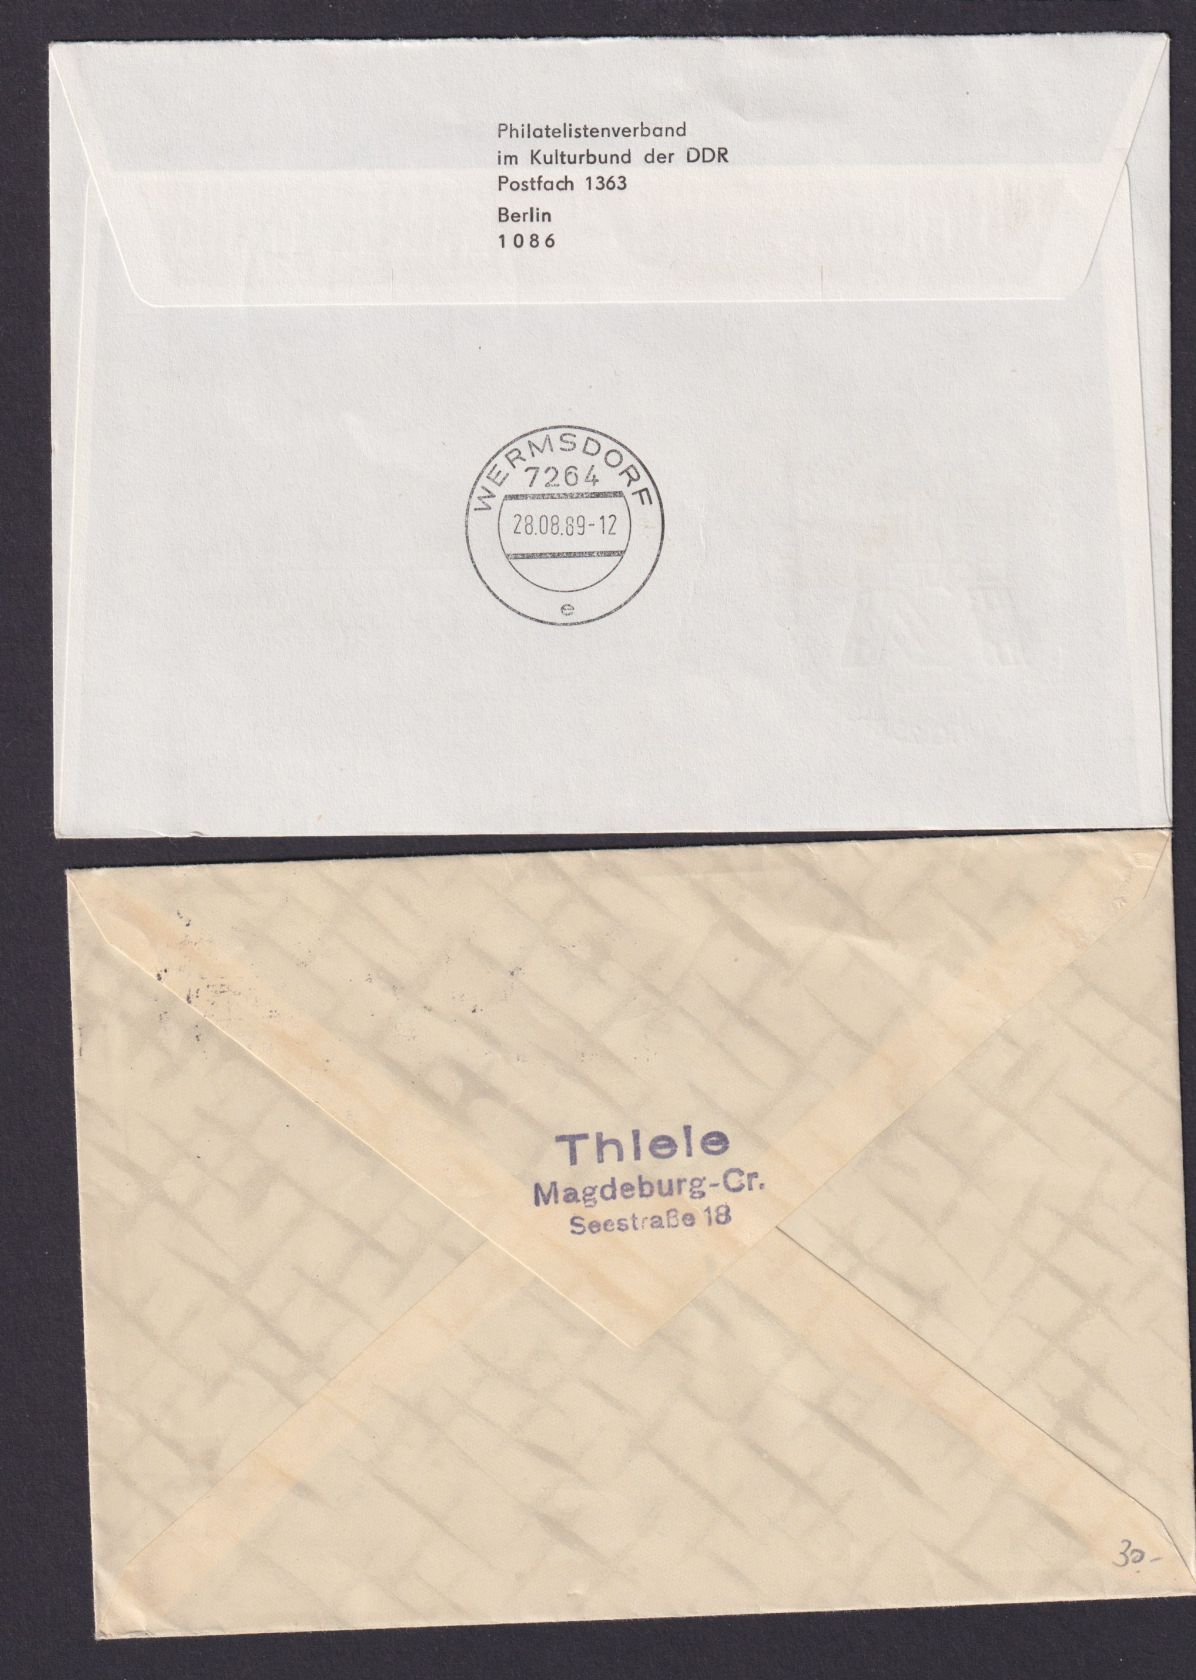 Philatelistenverband
im Kulturbund der DDR
Postfach 1363
Berlin
1086
WERMSDORF
7264
28.08.89-12
e
Thiele
Magdeburg-Cr.
Seestraße 18
30.-